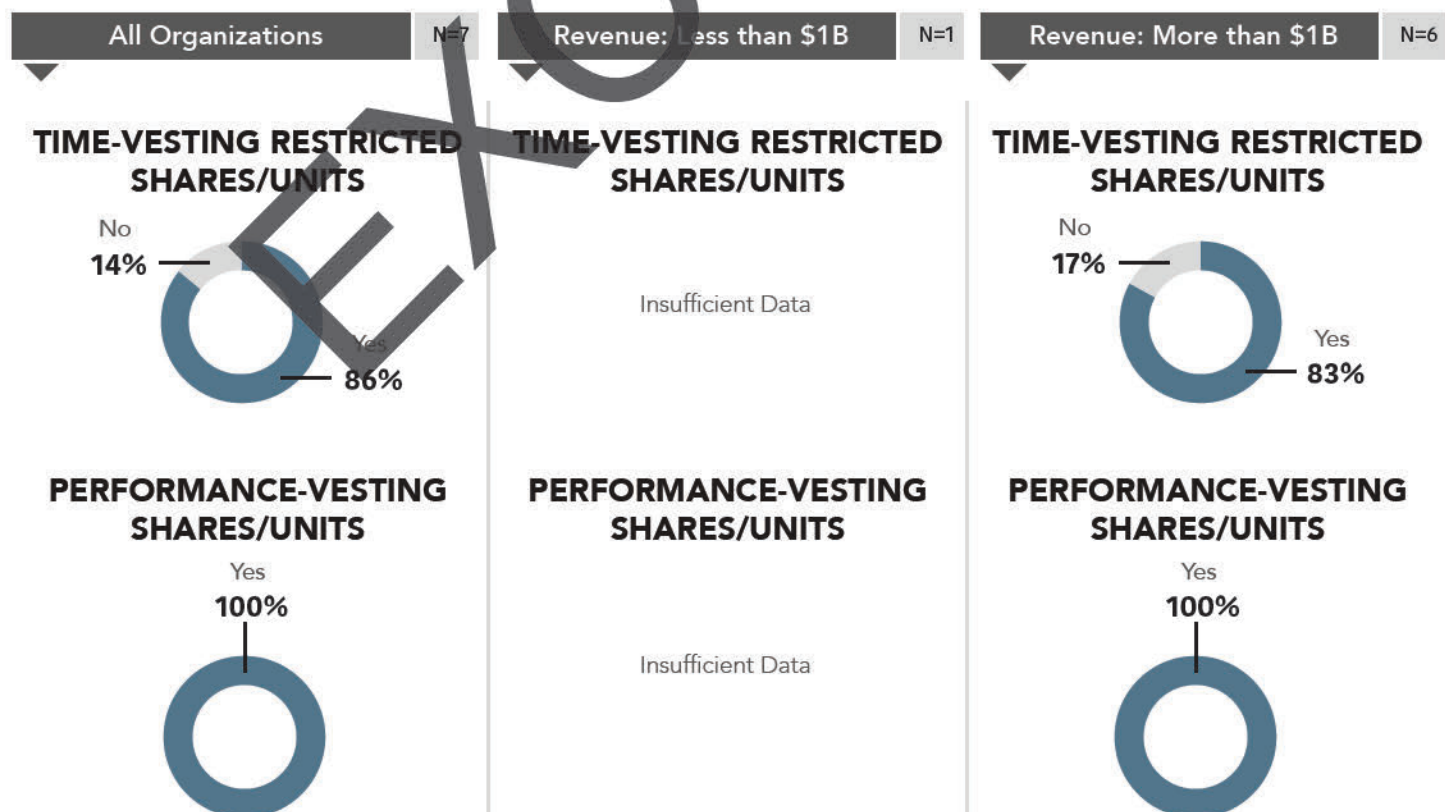 All Organizations N=7
Revenue: Less than $1B N=1
Revenue: More than $1B N=6
TIME-VESTING RESTRICTED
SHARES/UNITS
No
14%
Yes
86%
TIME-VESTING RESTRICTED
SHARES/UNITS
Insufficient Data
TIME-VESTING RESTRICTED
SHARES/UNITS
No
17%
Yes
83%
PERFORMANCE-VESTING
SHARES/UNITS
Yes
100%
PERFORMANCE-VESTING
SHARES/UNITS
Insufficient Data
PERFORMANCE-VESTING
SHARES/UNITS
Yes
100%